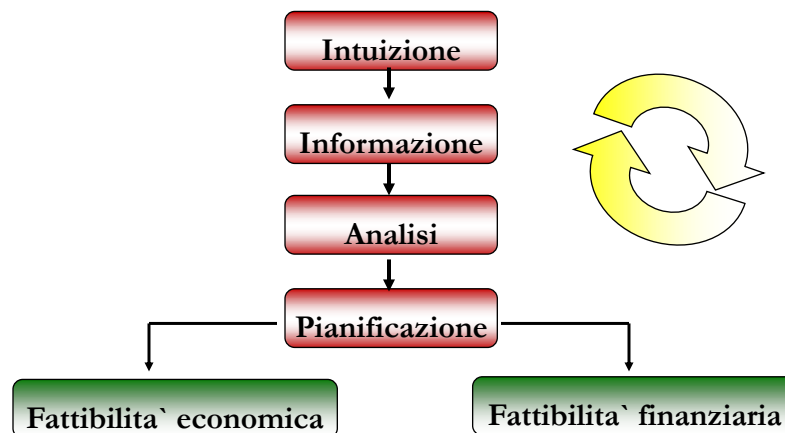 Intuizione
Informazione
Analisi
Pianificazione
Fattibilita` economica
Fattibilita` finanziaria